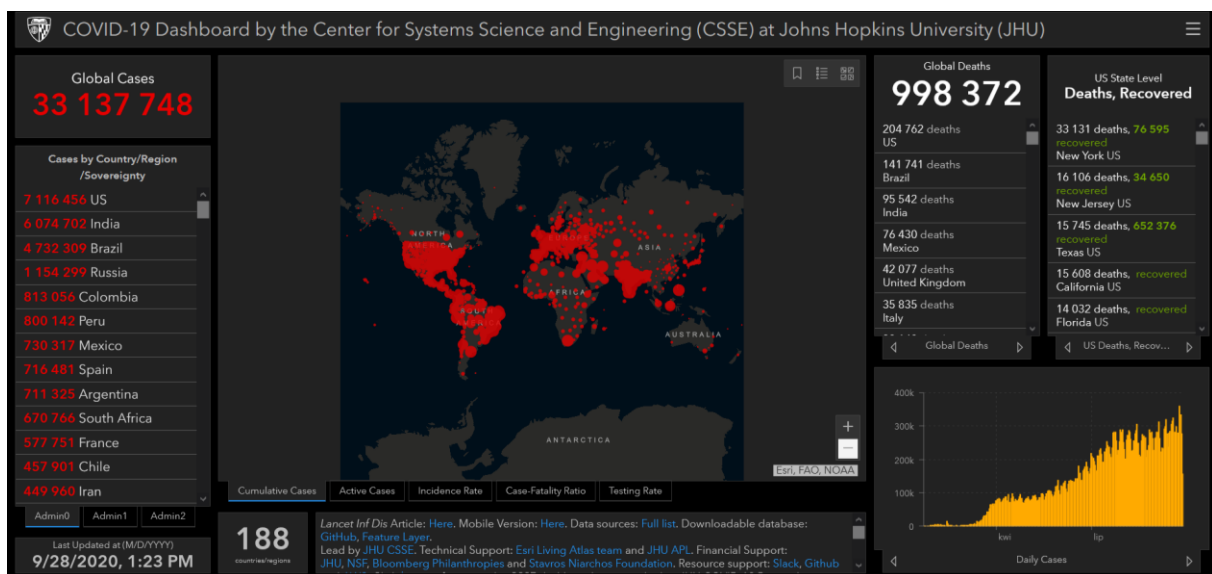 COVID-19 Dashboard by the Center for Systems Science and Engineering (CSSE) at Johns Hopkins University (JHU)
Global Cases
33 137 748
Cases by Country/Region
/Sovereignty
7 116 456 US
6 074 702 India
4 732 309 Brazil
1 154 299 Russia
813 056 Colombia
800 142 Peru
730 317 Mexico
716 481 Spain
711 325 Argentina
670 766 South Africa
577 751 France
457 901 Chile
449 960 Iran
Admin0 Admin1 Admin2
Last Updated at (M/D/YYYY)
9/28/2020, 1:23 PM
NORTH
AMERICA
EUROPE
ASIA
AFRICA
SOUTH
AMERICA
AUSTRALIA
ANTARCTICA
+
−
Esri, FAO, NOAA
Cumulative Cases Active Cases Incidence Rate Case-Fatality Ratio Testing Rate
188
countries/regions
Lancet Inf Dis Article: Here. Mobile Version: Here. Data sources: Full list. Downloadable database:
GitHub, Feature Layer.
Lead by JHU CSSE. Technical Support: Esri Living Atlas team and JHU APL. Financial Support:
JHU, NSF, Bloomberg Philanthropies and Stavros Niarchos Foundation. Resource support: Slack, Github
Global Deaths
998 372
204 762 deaths
US
141 741 deaths
Brazil
95 542 deaths
India
76 430 deaths
Mexico
42 077 deaths
United Kingdom
35 835 deaths
Italy
Global Deaths
US State Level
Deaths, Recovered
33 131 deaths, 76 595
recovered
New York US
16 106 deaths, 34 650
recovered
New Jersey US
15 745 deaths, 652 376
recovered
Texas US
15 608 deaths, recovered
California US
14 032 deaths, recovered
Florida US
US Deaths, Recov...
400k
300k
200k
100k
0
kwi lip
Daily Cases